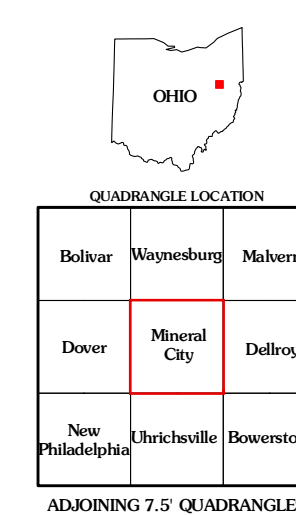 OHIO
QUADRANGLE LOCATION
Bolivar Waynesburg Malvern
Dover Mineral City Dellroy
New Philadelphia Uhrichsville Bowersto
ADJOINING 7.5' QUADRANGLE